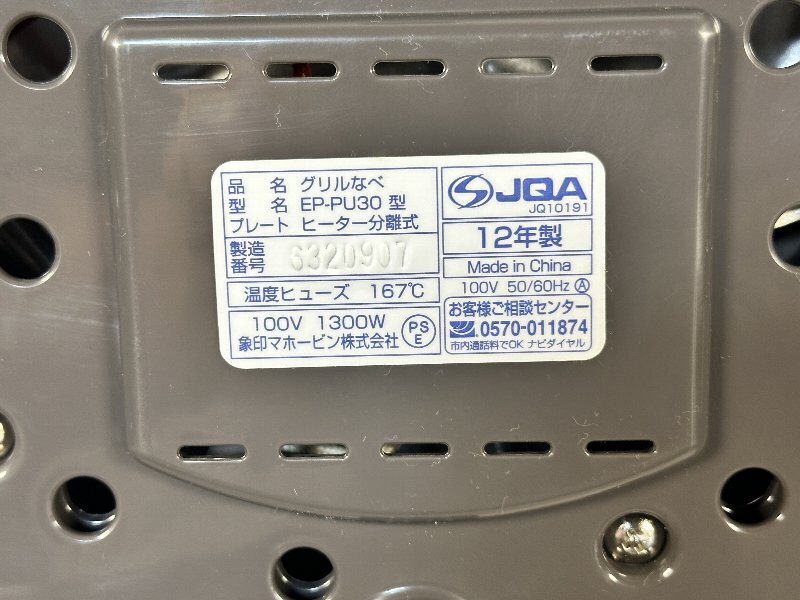 品名 グリルなべ
型名 EP-PU30 型
プレート ヒーター分離式
製造番号 6320907
温度ヒューズ 167℃
100V 1300W
象印マホービン株式会社
PS
E
JQA
JQ10191
12年製
Made in China
100V 50/60Hz Ⓐ
お客様ご相談センター
0570-011874
市内通話料でOK ナビダイヤル